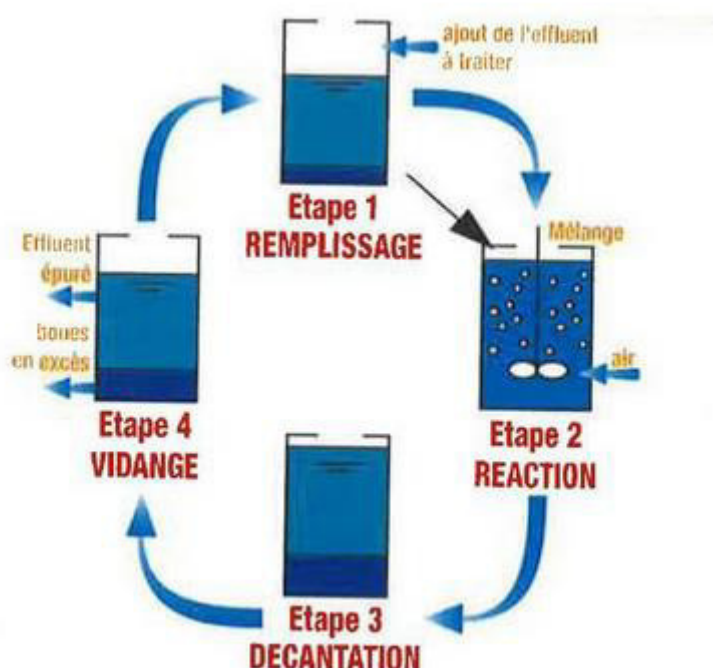 ajout de l'effluent
à traiter
Etape 1
REMPLISSAGE
Mélange
air
Etape 2
REACTION
Etape 3
DECANTATION
Effluent
épuré
boues
en excès
Etape 4
VIDANGE